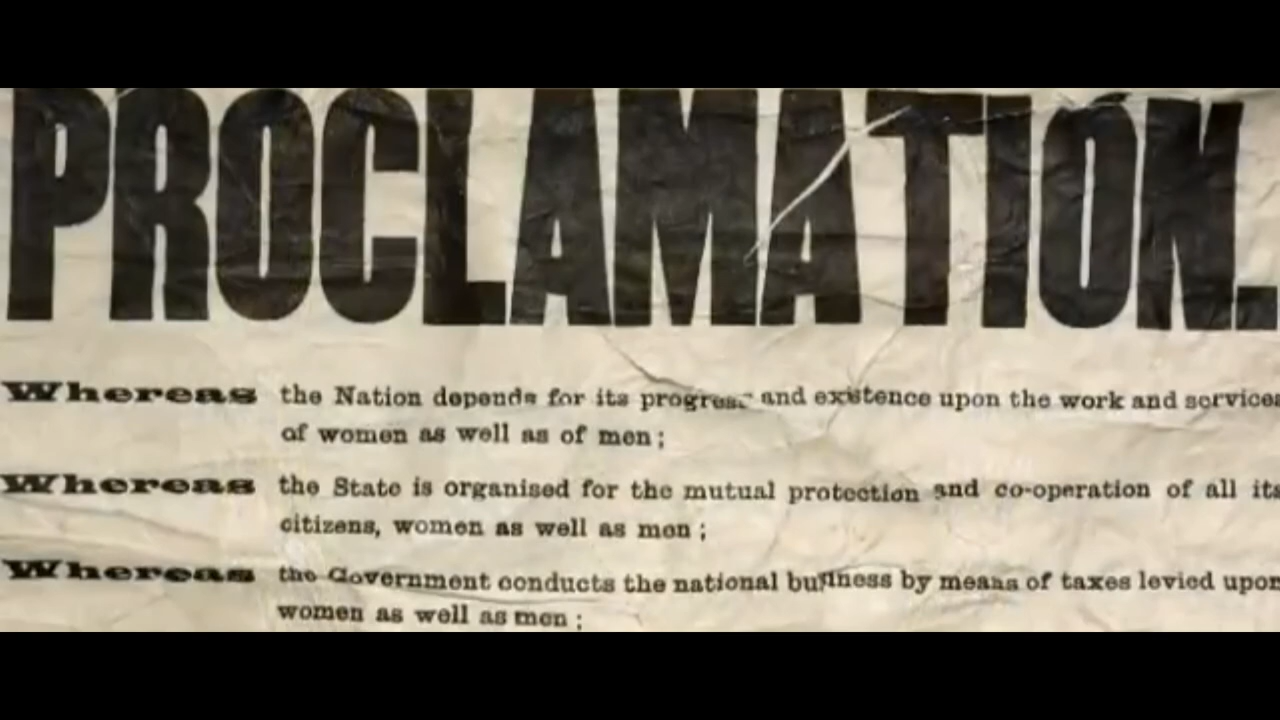 PROCLAMATION.
Whereas the Nation depends for its progress and existence upon the work and services
of women as well as of men;
Whereas the State is organised for the mutual protection and co-operation of all its
citizens, women as well as men;
Whereas the Government conducts the national business by means of taxes levied upon
women as well as men;